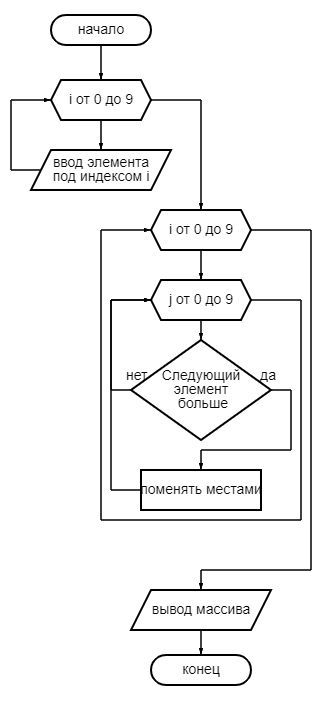 начало
i от 0 до 9
ввод элемента
под индексом i
i от 0 до 9
j от 0 до 9
нет
Следующий
элемент
больше
да
поменять местами
вывод массива
конец